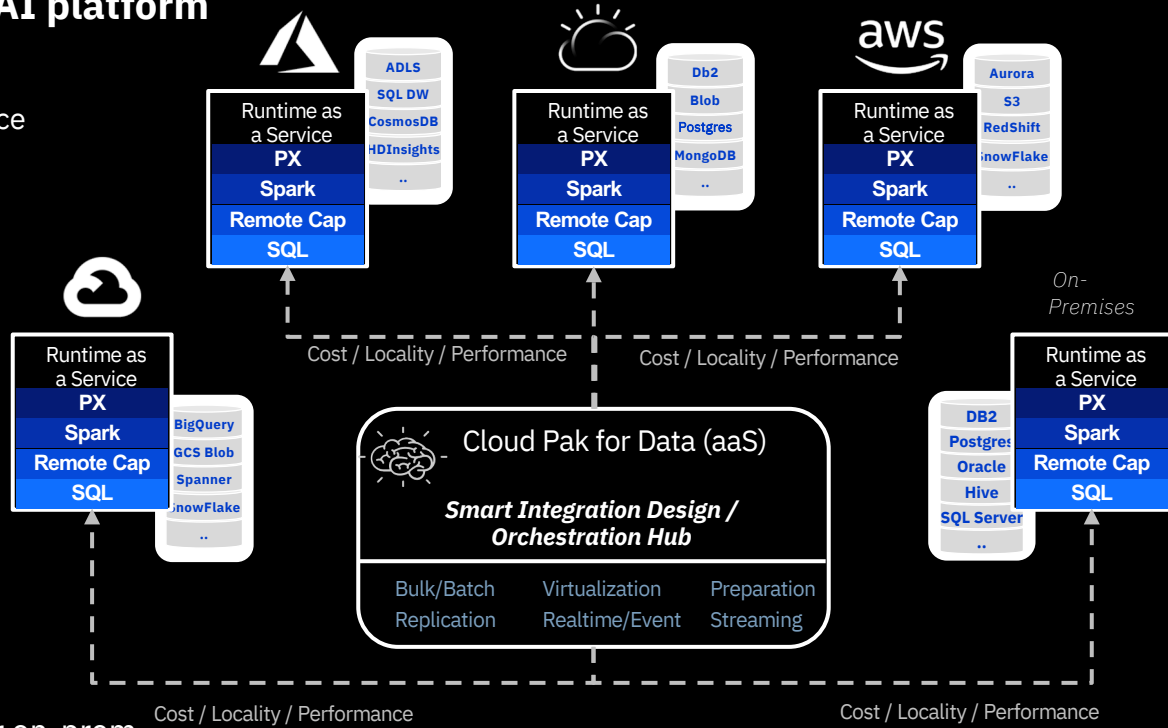 AI platform
ce
aws
ADLS
SQL DW
CosmosDB
HDInsights
..
Runtime as
a Service
PX
Spark
Remote Cap
SQL
Db2
Blob
Postgres
MongoDB
..
Runtime as
a Service
PX
Spark
Remote Cap
SQL
Aurora
S3
RedShift
SnowFlake
..
Runtime as
a Service
PX
Spark
Remote Cap
SQL
Cost / Locality / Performance
Cost / Locality / Performance
On-
Premises
Runtime as
a Service
PX
Spark
Remote Cap
SQL
BigQuery
GCS Blob
Spanner
SnowFlake
..
Cloud Pak for Data (aaS)
Smart Integration Design /
Orchestration Hub
Bulk/Batch Virtualization Preparation
Replication Realtime/Event Streaming
DB2
Postgres
Oracle
Hive
SQL Server
..
Runtime as
a Service
PX
Spark
Remote Cap
SQL
Cost / Locality / Performance
Cost / Locality / Performance
on-prem